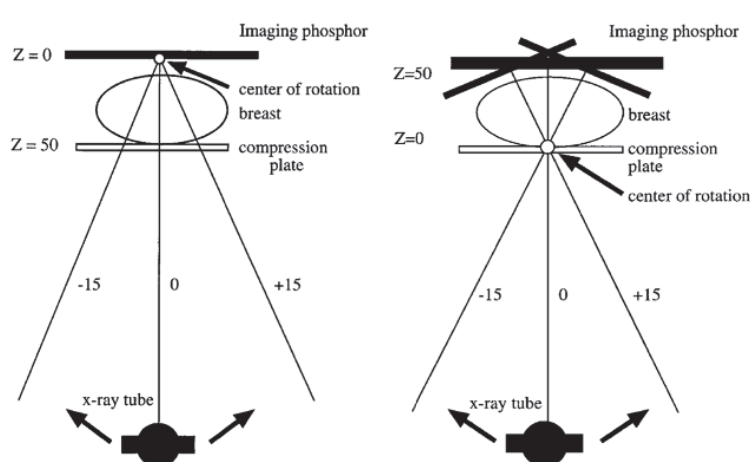 Imaging phosphor
Z = 0
center of rotation
breast
Z = 50
compression
plate
-15
0
+15
x-ray tube
Imaging phosphor
Z=50
breast
Z=0
compression
plate
center of rotation
-15
0
+15
x-ray tube